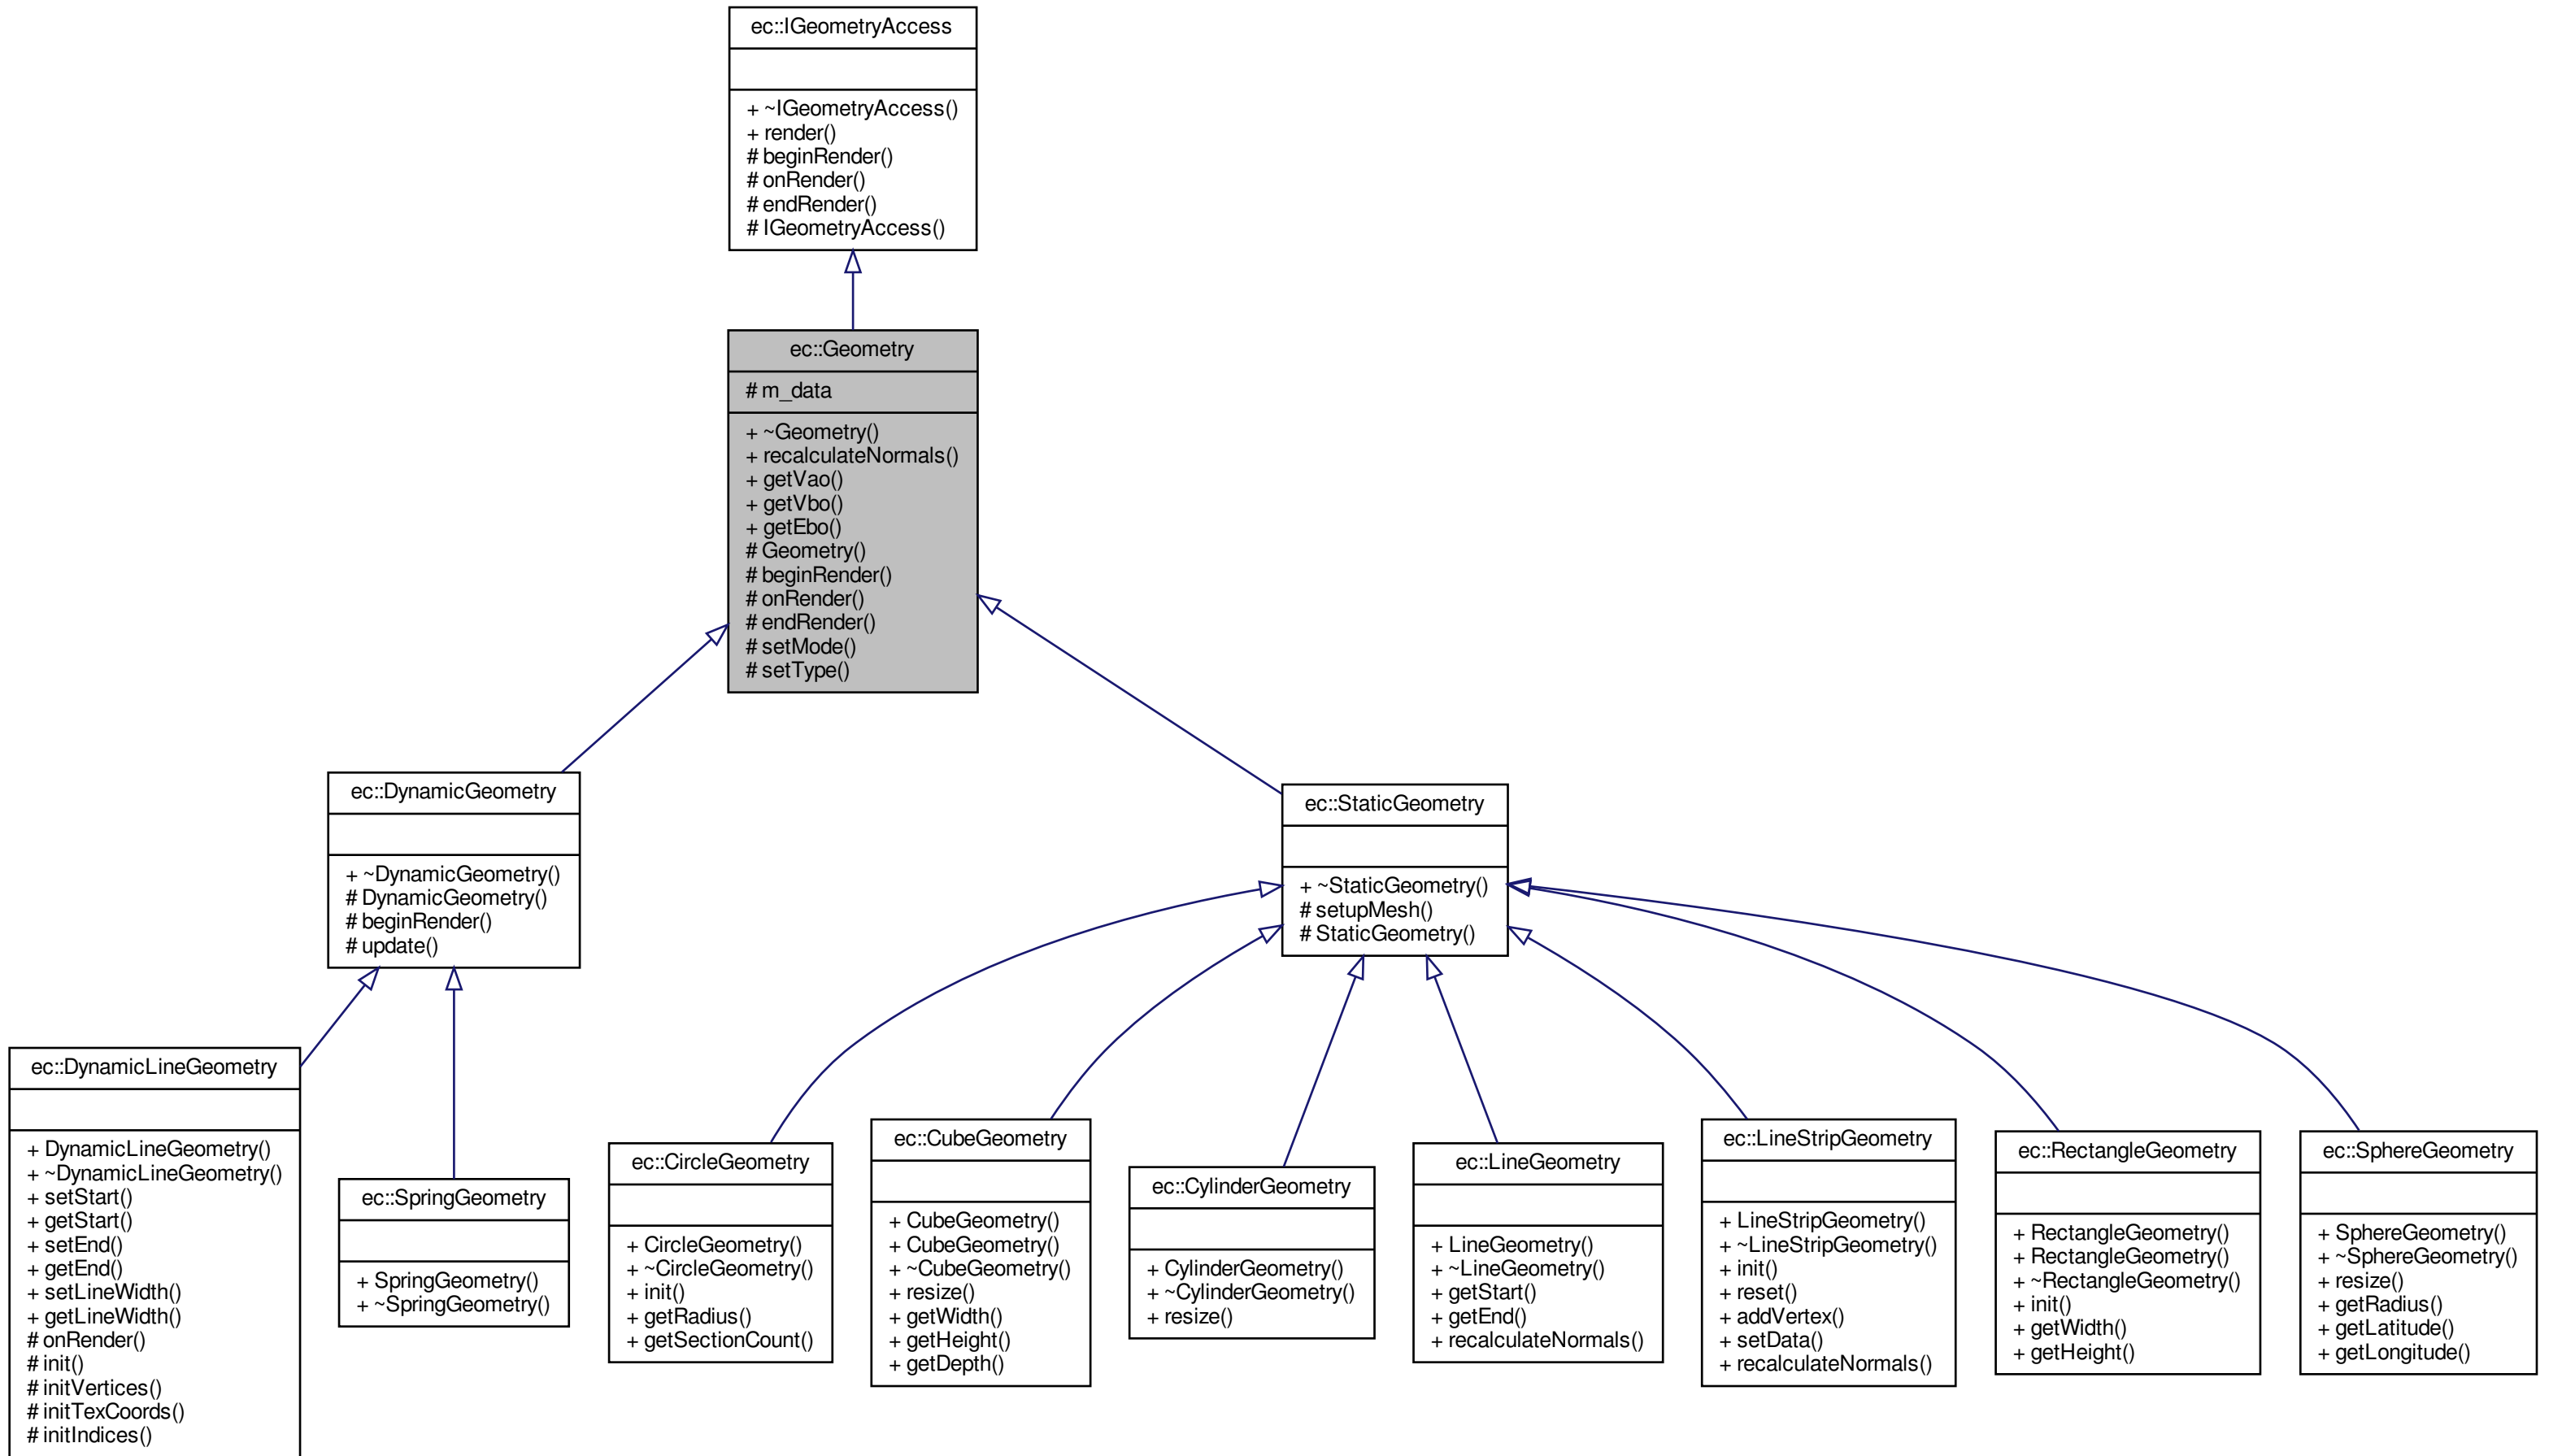 ec::IGeometryAccess
+ ~IGeometryAccess()
+ render()
# beginRender()
# onRender()
# endRender()
# IGeometryAccess()
ec::Geometry
# m_data
+ ~Geometry()
+ recalculateNormals()
+ getVao()
+ getVbo()
+ getEbo()
# Geometry()
# beginRender()
# onRender()
# endRender()
# setMode()
# setType()
ec::DynamicGeometry
+ ~DynamicGeometry()
# DynamicGeometry()
# beginRender()
# update()
ec::StaticGeometry
+ ~StaticGeometry()
# setupMesh()
# StaticGeometry()
ec::DynamicLineGeometry
+ DynamicLineGeometry()
+ ~DynamicLineGeometry()
+ setStart()
+ getStart()
+ setEnd()
+ getEnd()
+ setLineWidth()
+ getLineWidth()
# onRender()
# init()
# initVertices()
# initTexCoords()
# initIndices()
ec::SpringGeometry
+ SpringGeometry()
+ ~SpringGeometry()
ec::CircleGeometry
+ CircleGeometry()
+ ~CircleGeometry()
+ init()
+ getRadius()
+ getSectionCount()
ec::CubeGeometry
+ CubeGeometry()
+ CubeGeometry()
+ ~CubeGeometry()
+ resize()
+ getWidth()
+ getHeight()
+ getDepth()
ec::CylinderGeometry
+ CylinderGeometry()
+ ~CylinderGeometry()
+ resize()
ec::LineGeometry
+ LineGeometry()
+ ~LineGeometry()
+ getStart()
+ getEnd()
+ recalculateNormals()
ec::LineStripGeometry
+ LineStripGeometry()
+ ~LineStripGeometry()
+ init()
+ reset()
+ addVertex()
+ setData()
+ recalculateNormals()
ec::RectangleGeometry
+ RectangleGeometry()
+ RectangleGeometry()
+ ~RectangleGeometry()
+ init()
+ getWidth()
+ getHeight()
ec::SphereGeometry
+ SphereGeometry()
+ ~SphereGeometry()
+ resize()
+ getRadius()
+ getLatitude()
+ getLongitude()